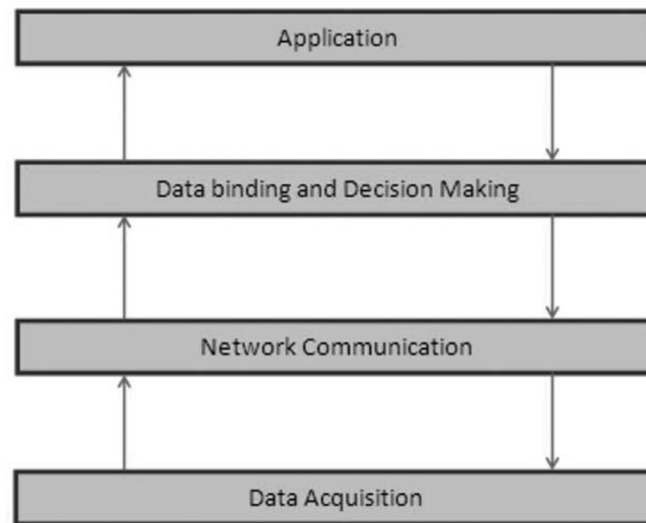 Application
Data binding and Decision Making
Network Communication
Data Acquisition